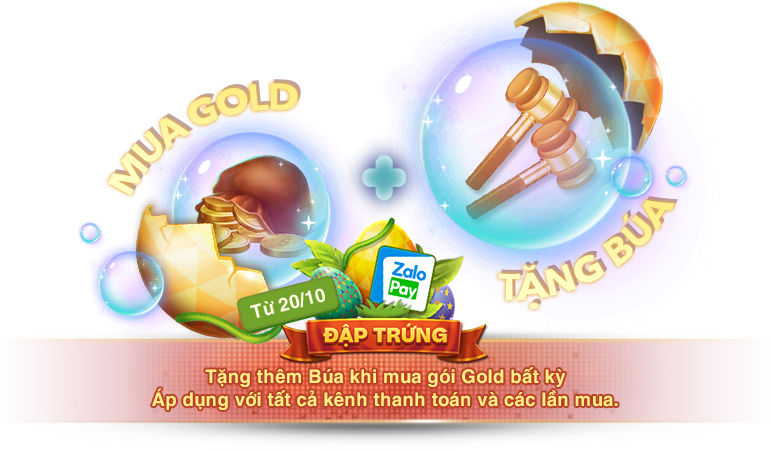 MUA GOLD
TẶNG BÚA
Từ 20/10
Zalo
Pay
ĐẬP TRỨNG
Tặng thêm Búa khi mua gói Gold bất kỳ
Áp dụng với tất cả kênh thanh toán và các lần mua.